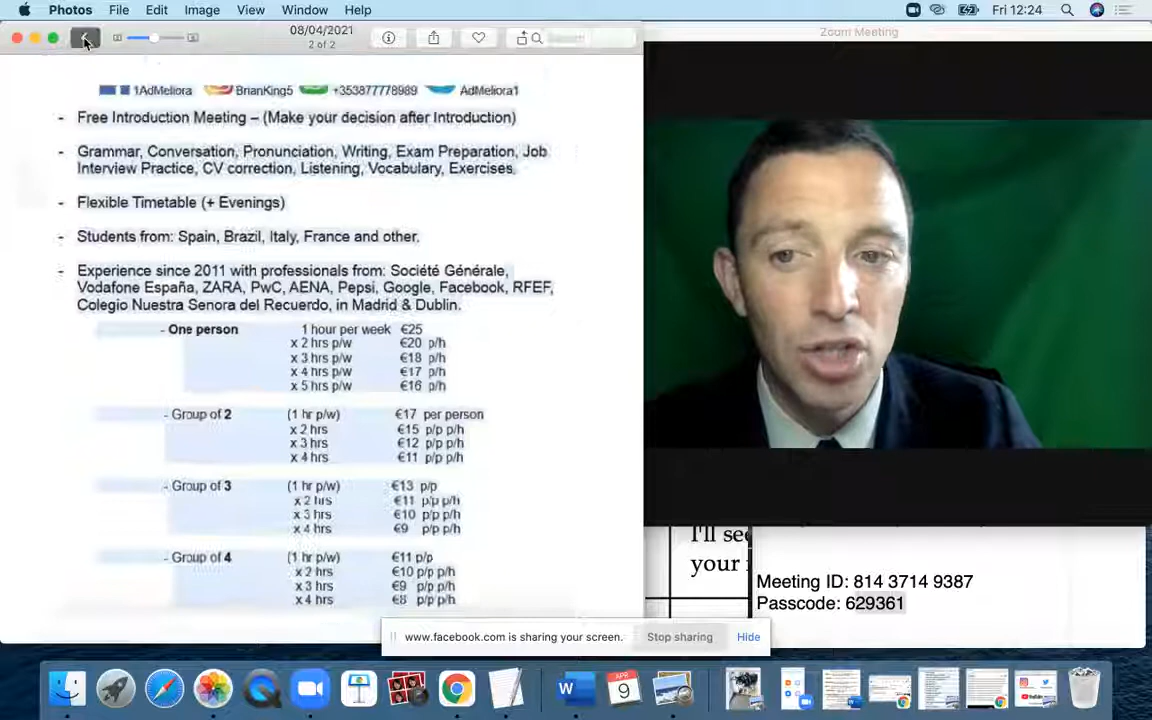 Photos File Edit Image View Window Help
Fri 12:24
08/04/2021
2 of 2
Search
Zoom Meeting
1AdMeliora BrianKing5 +353877778989 AdMeliora1
- Free Introduction Meeting – (Make your decision after Introduction)
- Grammar, Conversation, Pronunciation, Writing, Exam Preparation, Job
Interview Practice, CV correction, Listening, Vocabulary, Exercises.
- Flexible Timetable (+ Evenings)
- Students from: Spain, Brazil, Italy, France and other.
- Experience since 2011 with professionals from: Société Générale,
Vodafone España, ZARA, PwC, AENA, Pepsi, Google, Facebook, RFEF,
Colegio Nuestra Senora del Recuerdo, in Madrid & Dublin.
- One person 1 hour per week €25
x 2 hrs p/w €20 p/h
x 3 hrs p/w €18 p/h
x 4 hrs p/w €17 p/h
x 5 hrs p/w €16 p/h
- Group of 2 (1 hr p/w) €17 per person
x 2 hrs €15 p/p p/h
x 3 hrs €12 p/p p/h
x 4 hrs €11 p/p p/h
- Group of 3 (1 hr p/w) €13 p/p
x 2 hrs €11 p/p p/h
x 3 hrs €10 p/p p/h
x 4 hrs €9 p/p p/h
- Group of 4 (1 hr p/w) €11 p/p
x 2 hrs €10 p/p p/h
x 3 hrs €9 p/p p/h
x 4 hrs €8 p/p p/h
I'll see
your
Meeting ID: 814 3714 9387
Passcode: 629361
www.facebook.com is sharing your screen. Stop sharing Hide
W
APR
9